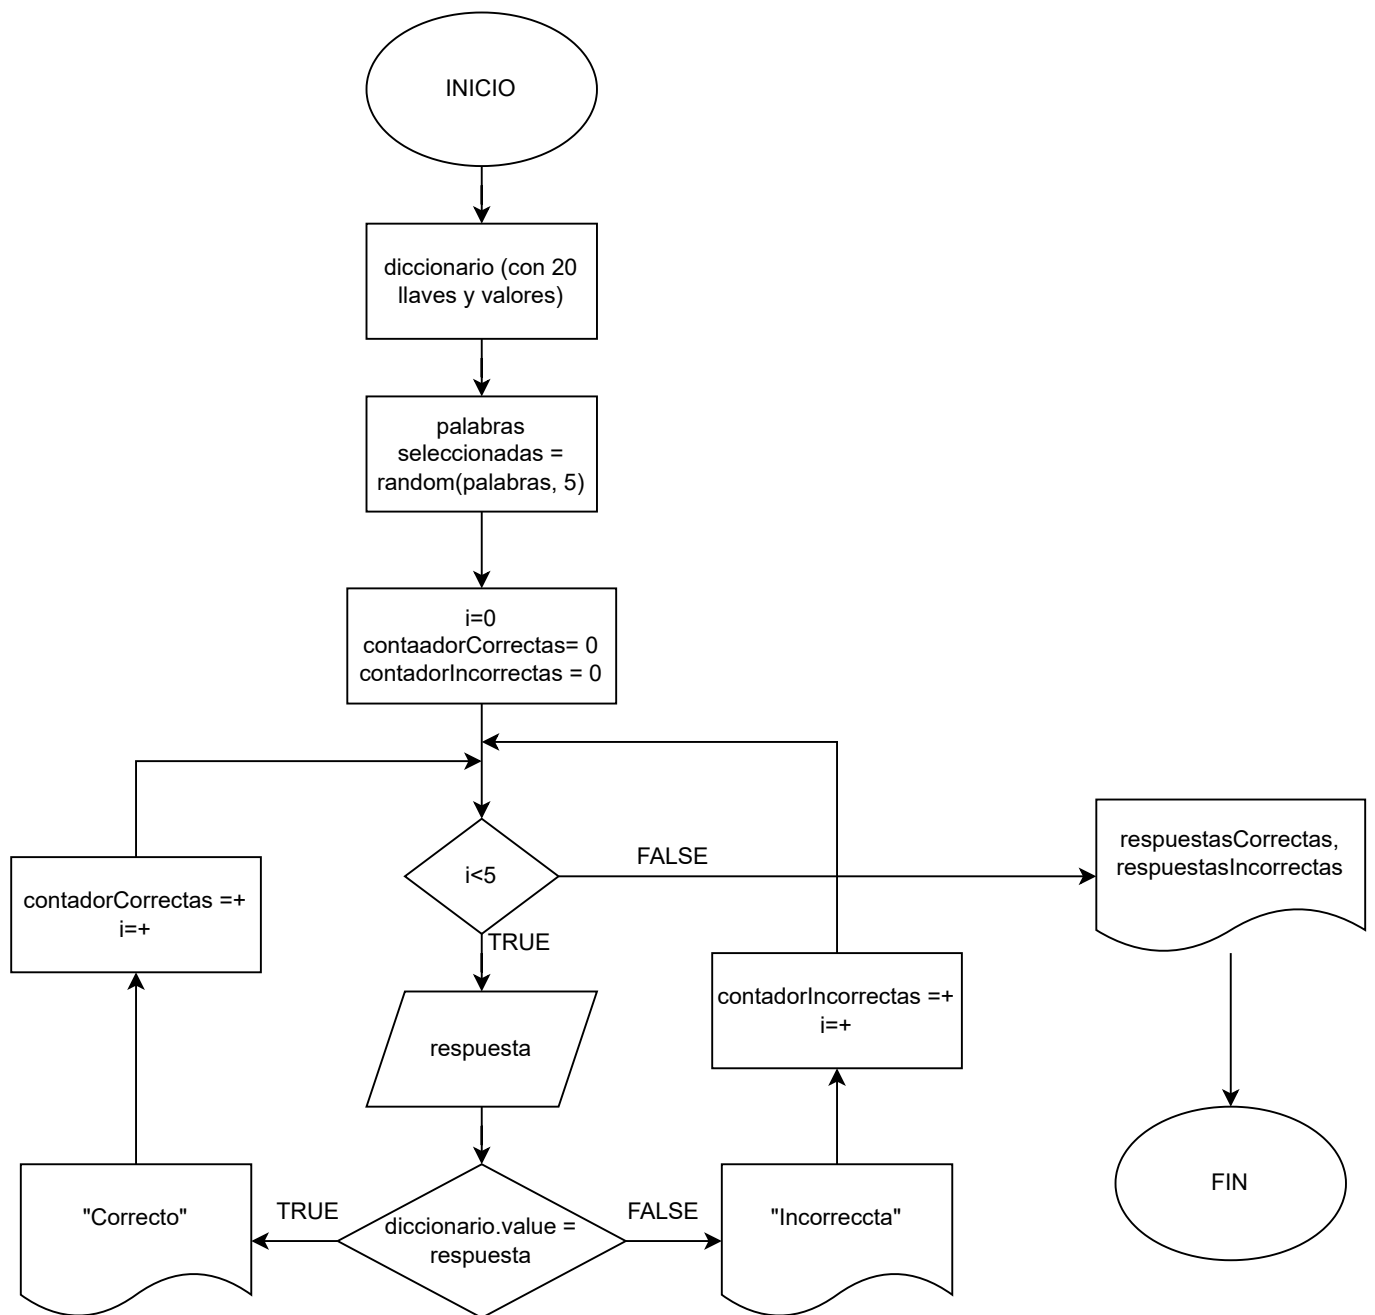 INICIO
diccionario (con 20
llaves y valores)
palabras
seleccionadas =
random(palabras, 5)
i=0
contaadorCorrectas= 0
contadorIncorrectas = 0
i<5
FALSE
TRUE
respuestasCorrectas,
respuestasIncorrectas
contadorCorrectas =+
i=+
contadorIncorrectas =+
i=+
respuesta
"Correcto"
TRUE
diccionario.value =
respuesta
FALSE
"Incorreccta"
FIN